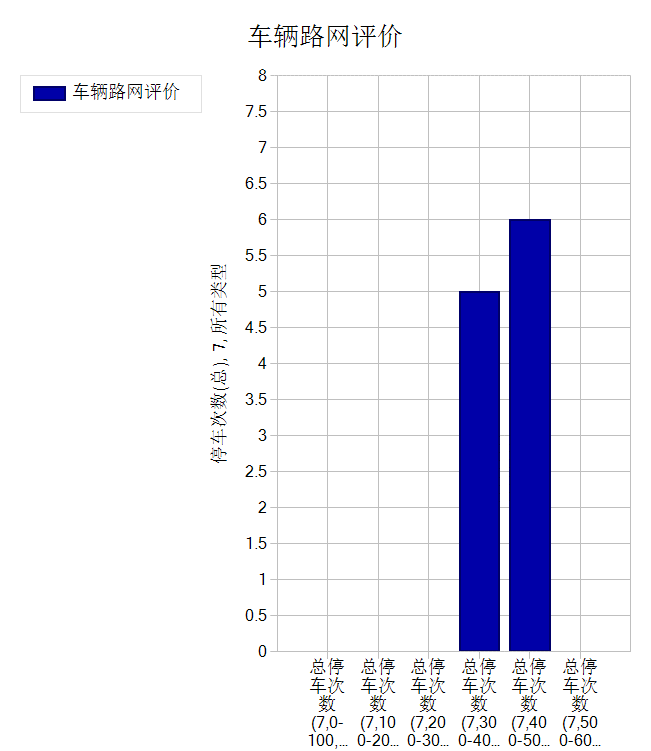 车辆路网评价
车辆路网评价
停车次数(总), 7, 所有类型
8
7.5
7
6.5
6
5.5
5
4.5
4
3.5
3
2.5
2
1.5
1
0.5
0
总停
车次
数
(7,0-
100,...
总停
车次
数
(7,10
0-20...
总停
车次
数
(7,20
0-30...
总停
车次
数
(7,30
0-40...
总停
车次
数
(7,40
0-50...
总停
车次
数
(7,50
0-60...